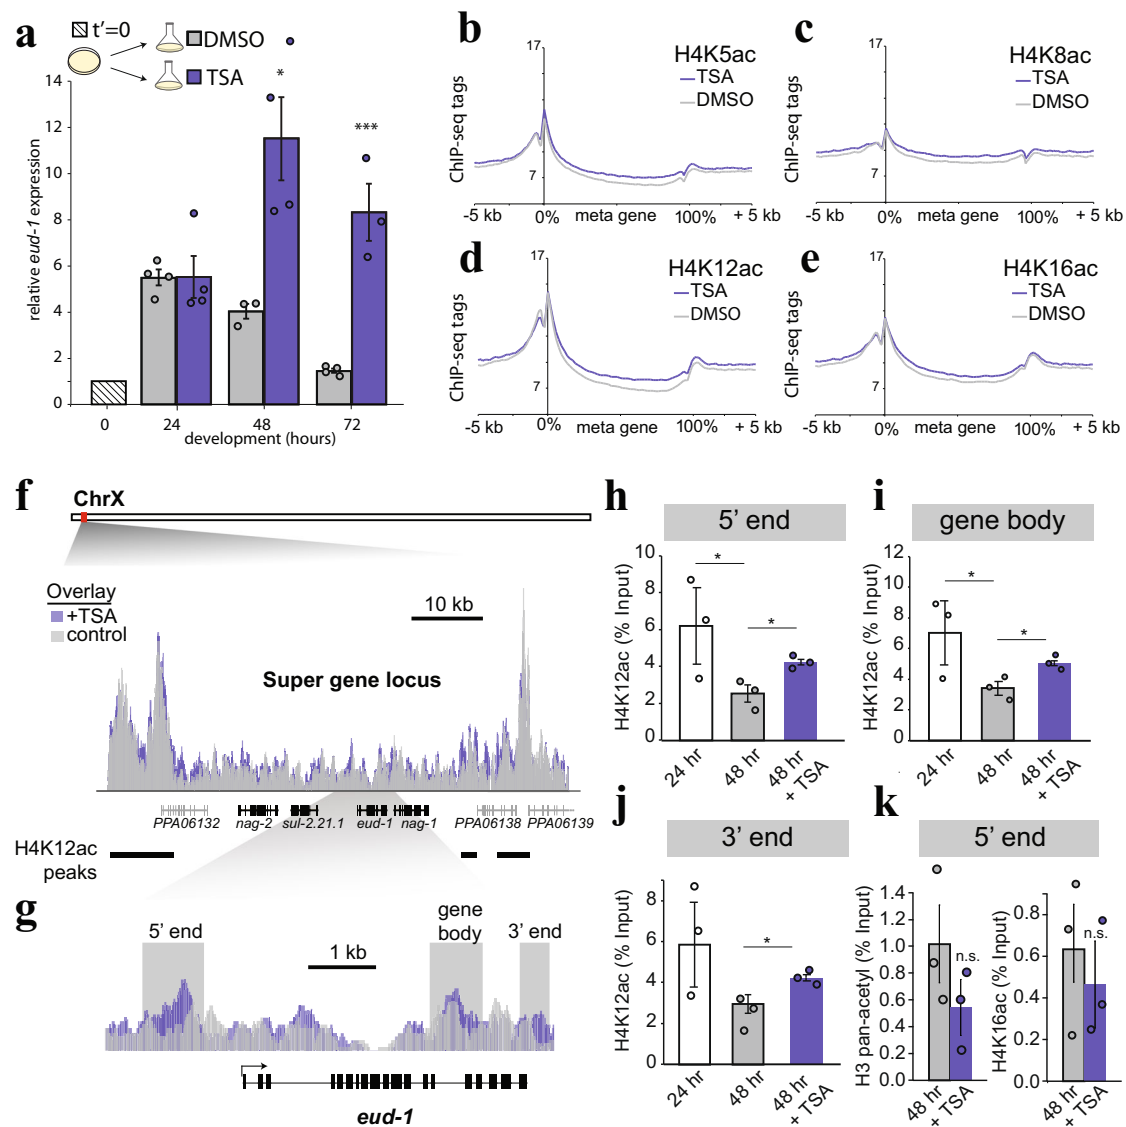 a
t'=0
DMSO
TSA
relative eud-1 expression
14
12
10
8
6
4
2
0
*
***
0 24 48 72
development (hours)
b
17
7
ChIP-seq tags
H4K5ac
TSA
DMSO
-5 kb 0% meta gene 100% + 5 kb
c
17
7
ChIP-seq tags
H4K8ac
TSA
DMSO
-5 kb 0% meta gene 100% + 5 kb
d
17
7
ChIP-seq tags
H4K12ac
TSA
DMSO
-5 kb 0% meta gene 100% + 5 kb
e
17
7
ChIP-seq tags
H4K16ac
TSA
DMSO
-5 kb 0% meta gene 100% + 5 kb
f
ChrX
Overlay
+TSA
control
10 kb
Super gene locus
PPA06132 nag-2 sul-2.21.1 eud-1 nag-1 PPA06138 PPA06139
H4K12ac
peaks
g
5' end
gene
body
3' end
1 kb
eud-1
h
5' end
H4K12ac (% Input)
10
8
6
4
2
0
*
*
24 hr
48 hr
48 hr
+ TSA
i
gene body
H4K12ac (% Input)
12
10
8
6
4
2
0
*
*
24 hr
48 hr
48 hr
+ TSA
j
3' end
H4K12ac (% Input)
8
6
4
2
0
*
24 hr
48 hr
48 hr
+ TSA
k
5' end
H3 pan-acetyl (% Input)
1.4
1.2
1.0
0.8
0.6
0.4
0.2
0.0
n.s.
48 hr
+ TSA
H4K16ac (% Input)
0.8
0.6
0.4
0.2
0.0
n.s.
48 hr
+ TSA